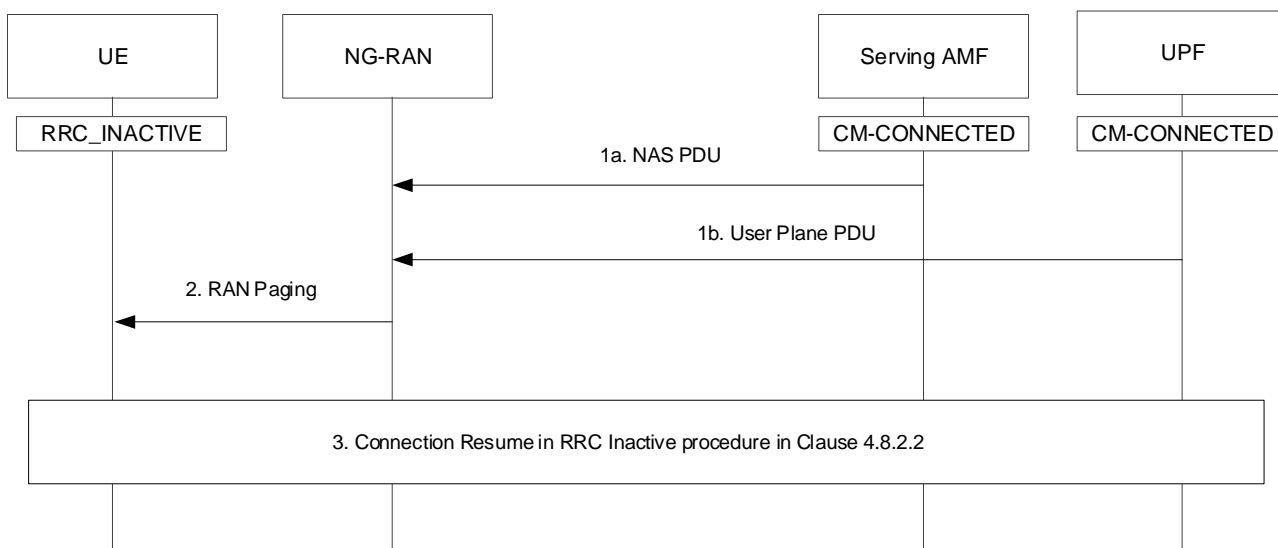 UE
NG-RAN
Serving AMF
UPF
RRC_INACTIVE
CM-CONNECTED
CM-CONNECTED
1a. NAS PDU
1b. User Plane PDU
2. RAN Paging
3. Connection Resume in RRC Inactive procedure in Clause 4.8.2.2